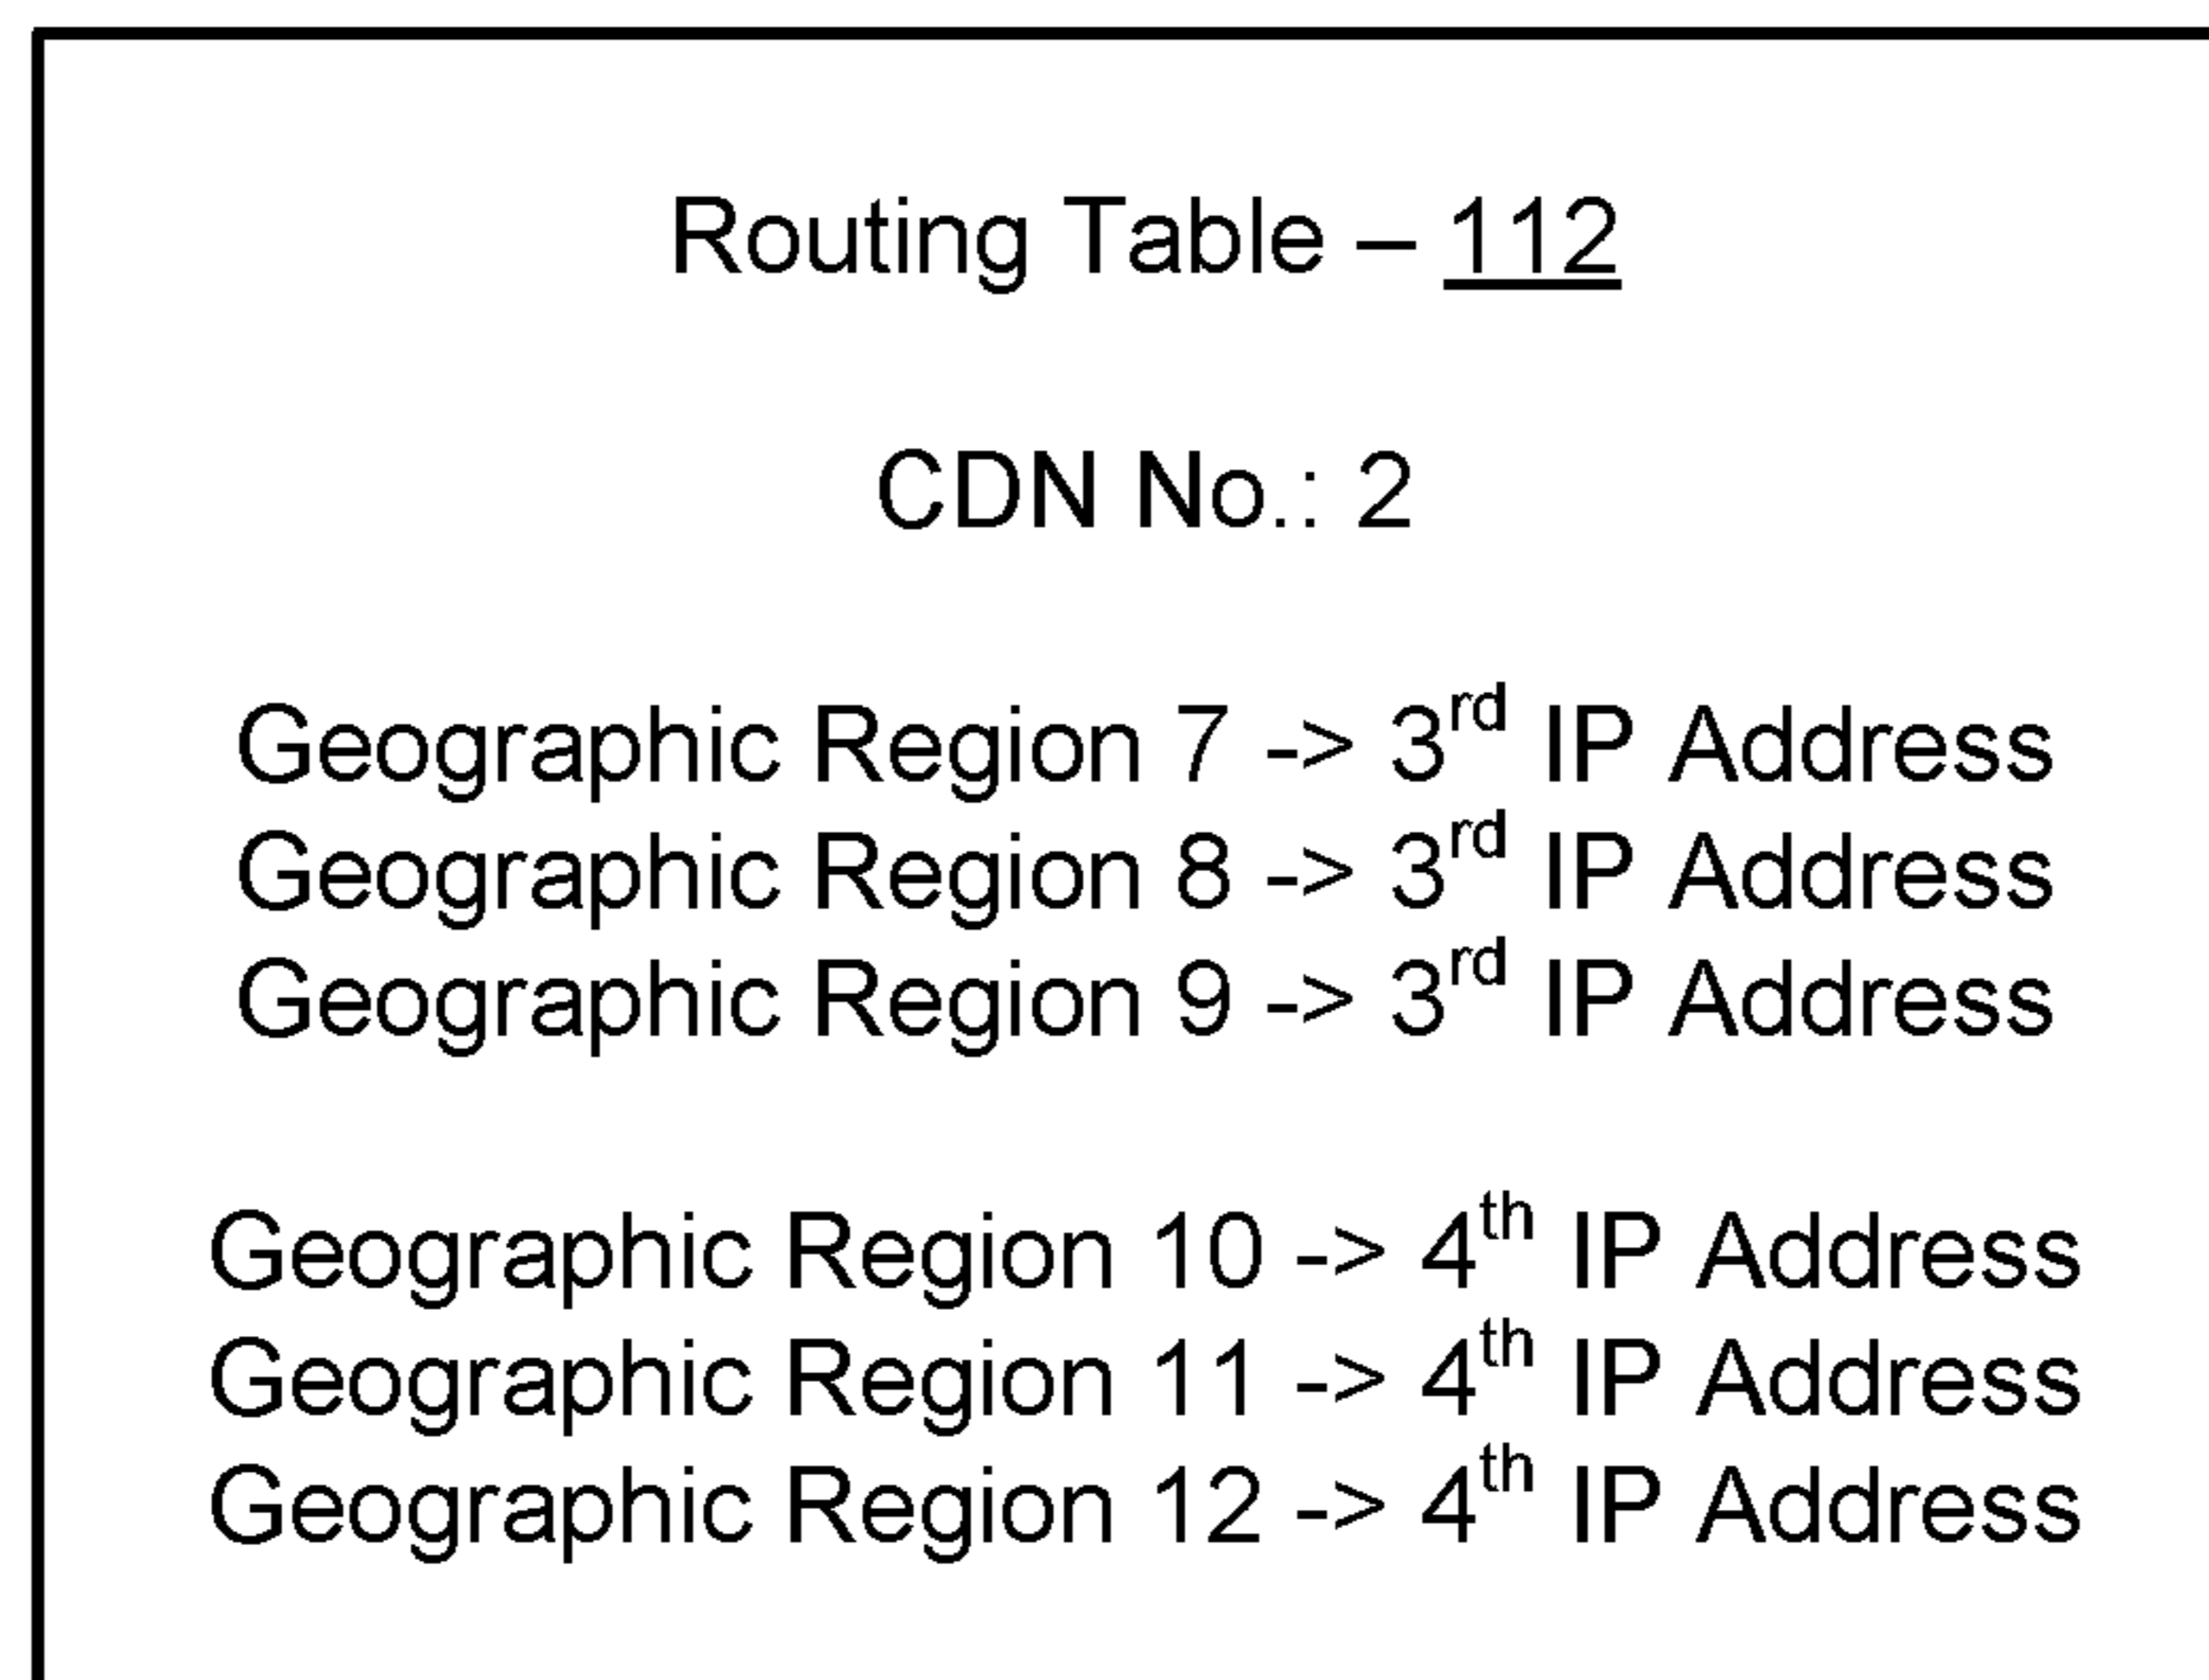 Routing Table – 112
CDN No.: 2
Geographic Region 7 -> 3rd IP Address
Geographic Region 8 -> 3rd IP Address
Geographic Region 9 -> 3rd IP Address
Geographic Region 10 -> 4th IP Address
Geographic Region 11 -> 4th IP Address
Geographic Region 12 -> 4th IP Address